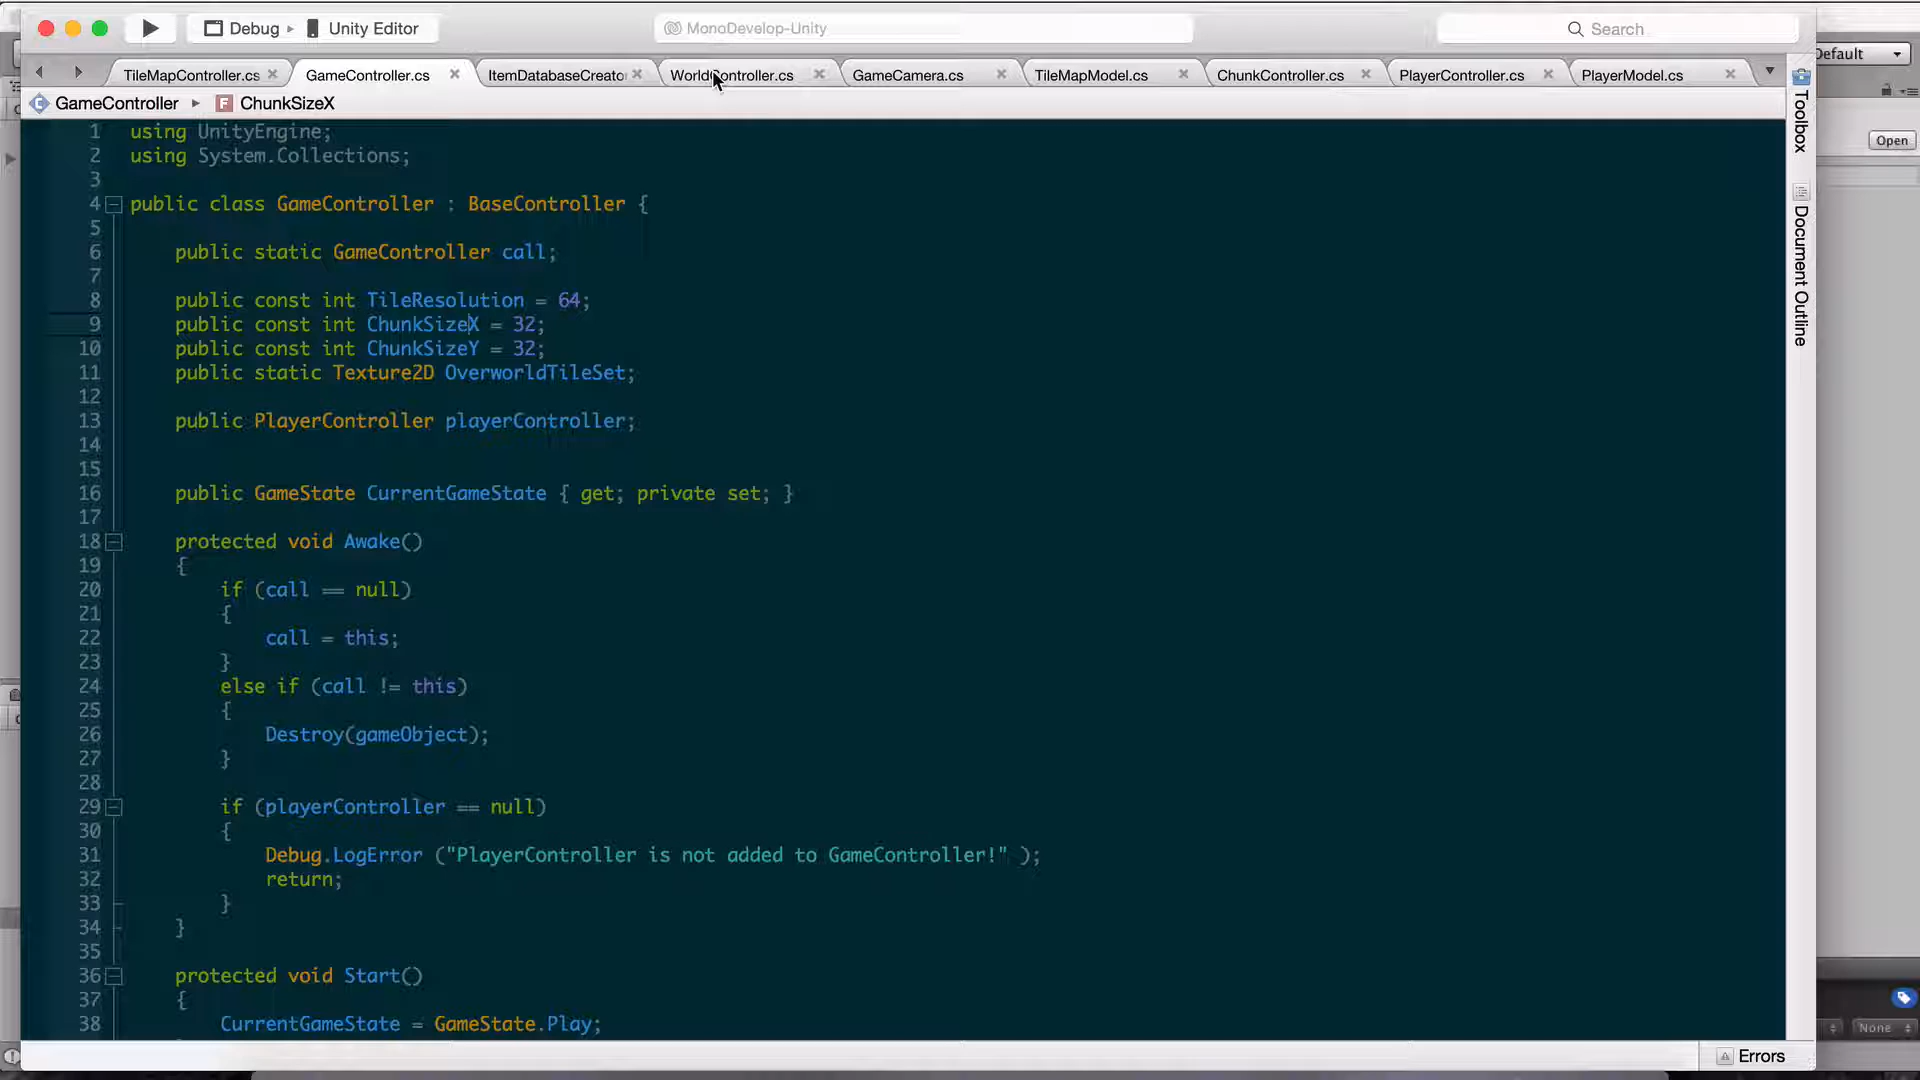 Debug Unity Editor MonoDevelop-Unity Search
Default
TileMapController.cs GameController.cs ItemDatabaseCreator WorldController.cs GameCamera.cs TileMapModel.cs ChunkController.cs PlayerController.cs PlayerModel.cs
GameController ChunkSizeX
Open
Toolbox
Document Outline
1 using UnityEngine;
2 using System.Collections;
3
4 public class GameController : BaseController {
5
6 public static GameController call;
7
8 public const int TileResolution = 64;
9 public const int ChunkSizeX = 32;
10 public const int ChunkSizeY = 32;
11 public static Texture2D OverworldTileSet;
12
13 public PlayerController playerController;
14
15
16 public GameState CurrentGameState { get; private set; }
17
18 protected void Awake()
19 {
20 if (call == null)
21 {
22 call = this;
23 }
24 else if (call != this)
25 {
26 Destroy(gameObject);
27 }
28
29 if (playerController == null)
30 {
31 Debug.LogError ("PlayerController is not added to GameController!" );
32 return;
33 }
34 }
35
36 protected void Start()
37 {
38 CurrentGameState = GameState.Play;
None
Errors